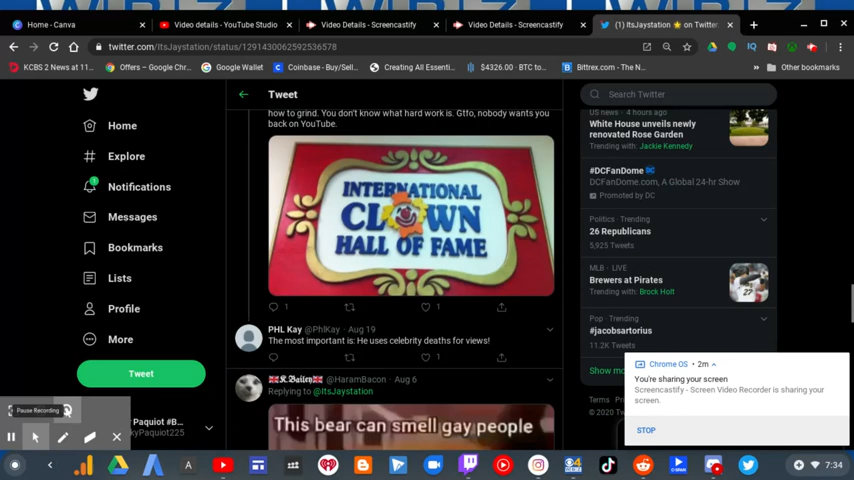 Home - Canva
Video details - YouTube Studio
Video Details - Screencastify
Video Details - Screencastify
(1) ItsJaystation ⭐ on Twitter
twitter.com/ItsJaystation/status/1291430062592536578
KCBS 2 News at 11...
Offers – Google Chr...
Google Wallet
Coinbase - Buy/Sell...
Creating All Essenti...
$4326.00 - BTC to...
Bittrex.com - The N...
Other bookmarks
Home
Explore
1
Notifications
Messages
Bookmarks
Lists
Profile
More
Tweet
Pause Recording
Paquiot #B...
kyPaquiot225
Tweet
how to grind. You don't know what hard work is. Gtfo, nobody wants you
back on YouTube.
INTERNATIONAL
CLOWN
HALL OF FAME
1
1
PHL Kay @PhlKay · Aug 19
The most important is: He uses celebrity deaths for views!
1
🇬🇧𝕶.𝕭𝖆𝖎𝖑𝖊𝖞🇬🇧 @HaramBacon · Aug 6
Replying to @ItsJaystation
This bear can smell gay people
Search Twitter
US news · 4 hours ago
White House unveils newly
renovated Rose Garden
Trending with: Jackie Kennedy
#DCFanDome
DCFanDome.com, A Global 24-hr Show
Promoted by DC
Politics · Trending
26 Republicans
5,925 Tweets
MLB · LIVE
Brewers at Pirates
Trending with: Brock Holt
Pop · Trending
#jacobsartorius
11.2K Tweets
Show mo
Terms
© 2020 Tw
Chrome OS • 2m
You're sharing your screen
Screencastify - Screen Video Recorder is sharing your
screen.
STOP
7:34